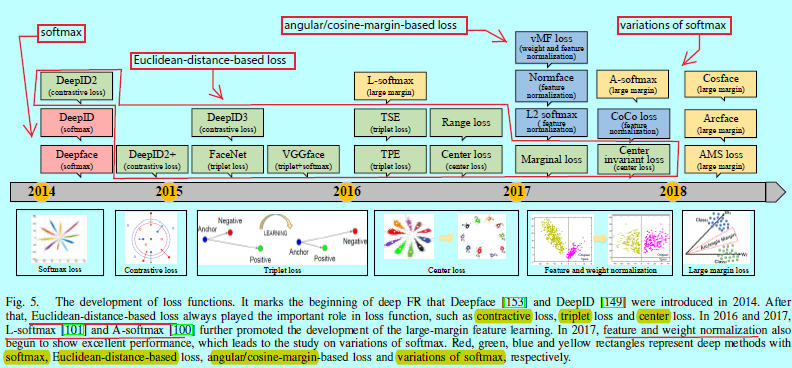 angular/cosine-margin-based loss
softmax
variations of softmax
Euclidean-distance-based loss
vMF loss
(weight and feature
normalization)
DeepID2
(contrastive loss)
L-softmax
(large margin)
Normface
(feature
normalization)
A-softmax
(large margin)
Cosface
(large margin)
DeepID
(softmax)
DeepID3
(contrastive loss)
TSE
(triplet loss)
Range loss
L2 softmax
(feature
normalization)
CoCo loss
(feature
normalization)
Arcface
(large margin)
Deepface
(softmax)
DeepID2+
(contrastive loss)
FaceNet
(triplet loss)
VGGface
(triplet+softmax)
TPE
(triplet loss)
Center loss
(center loss)
Marginal loss
Center
invariant loss
(center loss)
AMS loss
(large margin)
2014 2015 2016 2017 2018
Softmax loss
Contrastive loss
Anchor
Negative
Positive
LEARNING
Anchor
Negative
Positive
Triplet loss
Center loss
Feature and weight normalization
Large margin loss
Fig. 5. The development of loss functions. It marks the beginning of deep FR that Deepface [153] and DeepID [149] were introduced in 2014. After
that, Euclidean-distance-based loss always played the important role in loss function, such as contractive loss, triplet loss and center loss. In 2016 and 2017,
L-softmax [101] and A-softmax [100] further promoted the development of the large-margin feature learning. In 2017, feature and weight normalization also
begun to show excellent performance, which leads to the study on variations of softmax. Red, green, blue and yellow rectangles represent deep methods with
softmax, Euclidean-distance-based loss, angular/cosine-margin-based loss and variations of softmax, respectively.